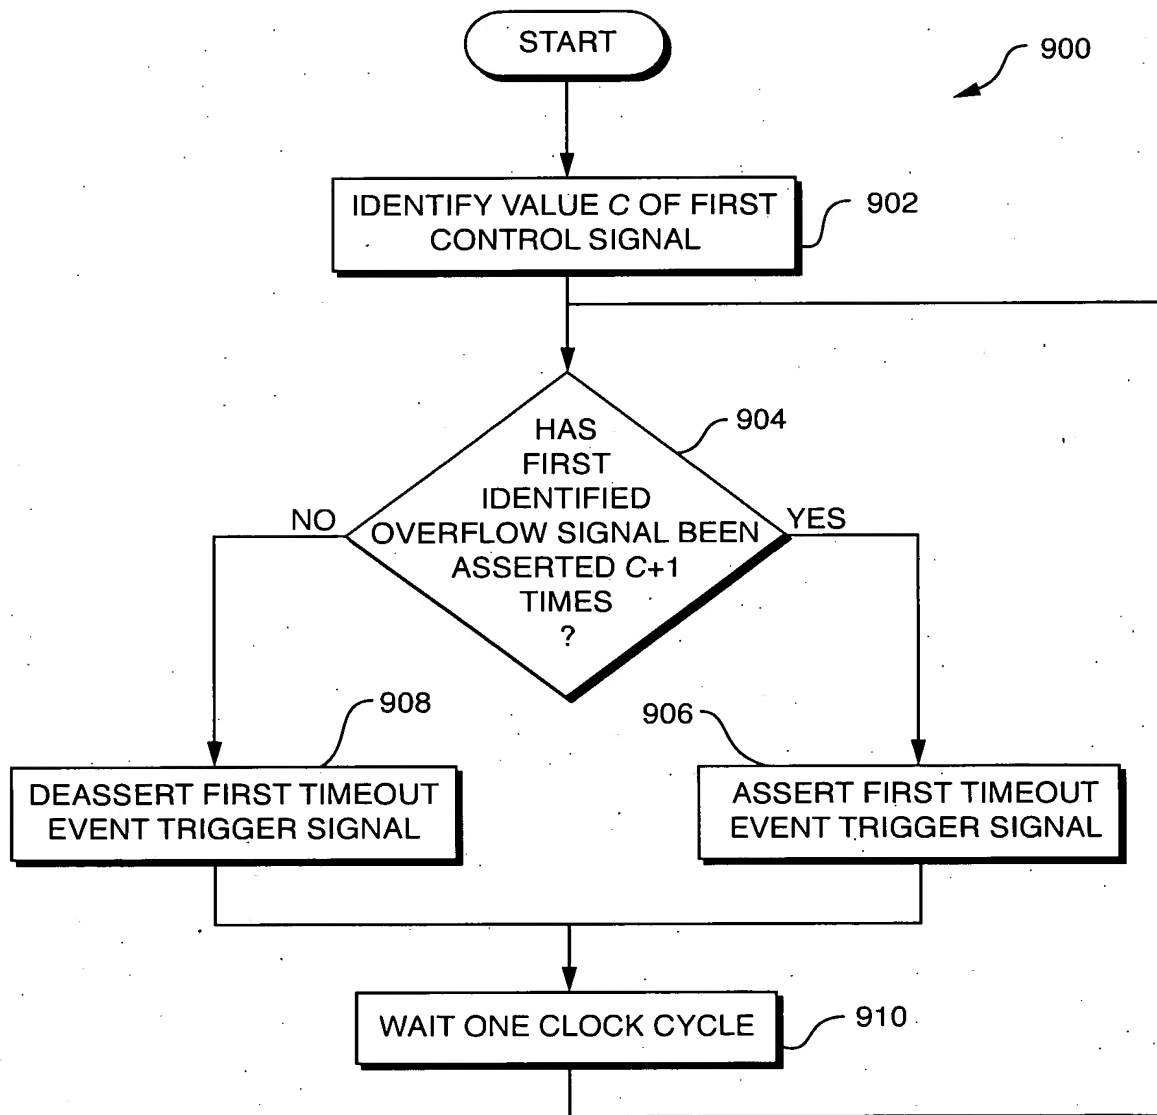 START
900
IDENTIFY VALUE C OF FIRST
CONTROL SIGNAL
902
904
HAS
FIRST
IDENTIFIED
OVERFLOW SIGNAL BEEN
ASSERTED C+1
TIMES
?
NO
YES
908
906
DEASSERT FIRST TIMEOUT
EVENT TRIGGER SIGNAL
ASSERT FIRST TIMEOUT
EVENT TRIGGER SIGNAL
WAIT ONE CLOCK CYCLE
910